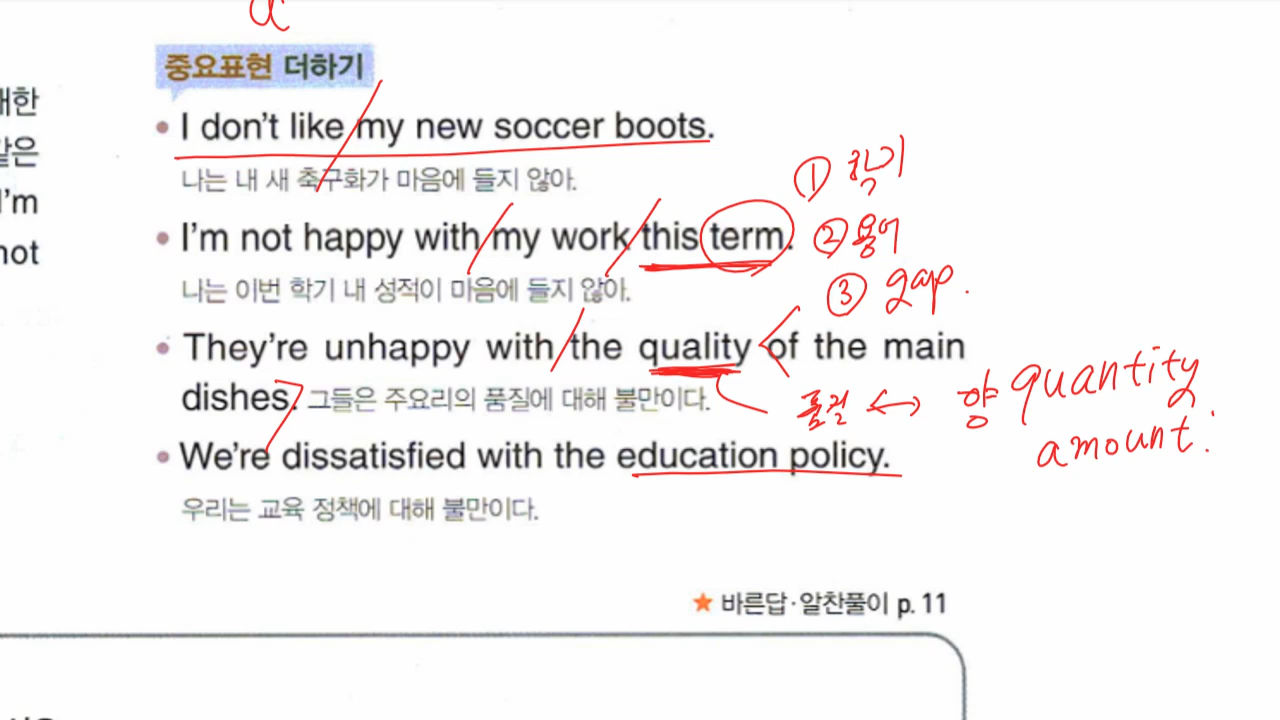 a
중요표현 더하기
• I don't like my new soccer boots.
나는 내 새 축구화가 마음에 들지 않아.
• I'm not happy with my work this term.
나는 이번 학기 내 성적이 마음에 들지 않아.
① 학기
② 용어
③ gap.
• They're unhappy with the quality of the main
dishes. 그들은 주요리의 품질에 대해 불만이다.
품질 ↔ 양 quantity
amount.
• We're dissatisfied with the education policy.
우리는 교육 정책에 대해 불만이다.
같은
I'm
not
★ 바른답·알찬풀이 p. 11